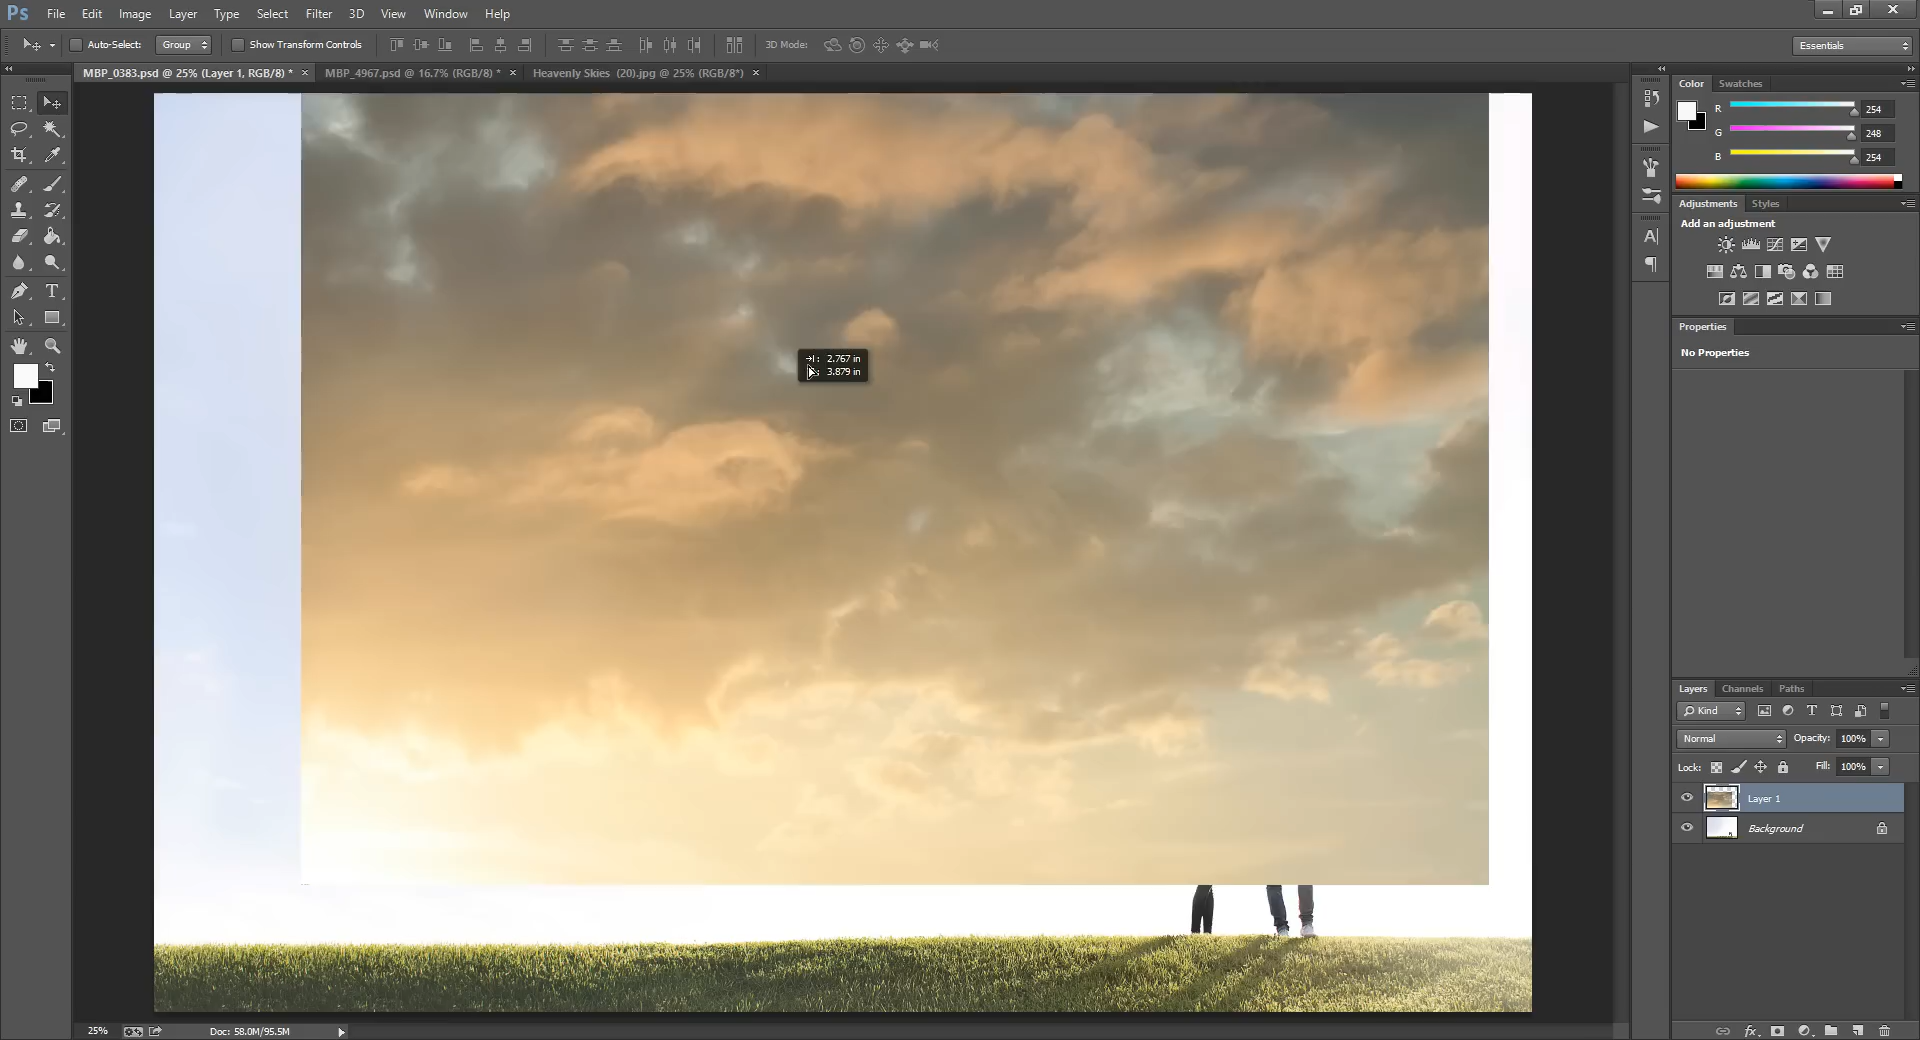 Ps File Edit Image Layer Type Select Filter 3D View Window Help
Auto-Select: Group Show Transform Controls 3D Mode: Essentials
MBP_0383.psd @ 25% (Layer 1, RGB/8) * × MBP_4967.psd @ 16.7% (RGB/8) * × Heavenly Skies (20).jpg @ 25% (RGB/8*) ×
Color Swatches
R 254
G 248
B 254
Adjustments Styles
Add an adjustment
Properties
No Properties
2.767 in
3.879 in
Layers Channels Paths
Kind
Normal Opacity: 100%
Lock: Fill: 100%
Layer 1
Background
25% Doc: 58.0M/95.5M